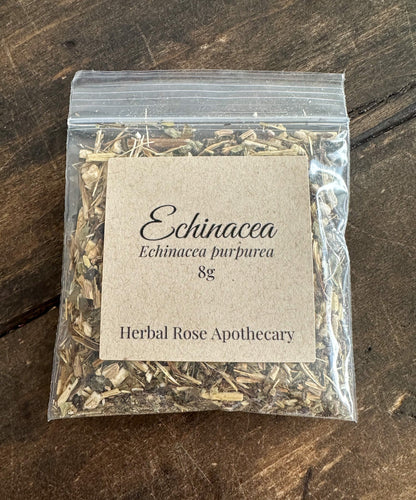 Echinacea
Echinacea purpurea
8g
Herbal Rose Apothecary